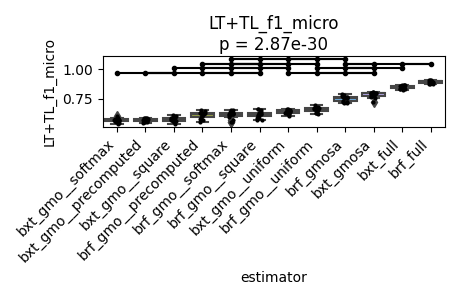 LT+TL_f1_micro
p = 2.87e-30
LT+TL_f1_micro
1.00
0.75
bxt_gmo__softmax
bxt_gmo__precomputed
bxt_gmo__square
brf_gmo__precomputed
brf_gmo__softmax
brf_gmo__square
bxt_gmo__uniform
brf_gmo__uniform
brf_gmosa
bxt_gmosa
bxt_full
brf_full
estimator